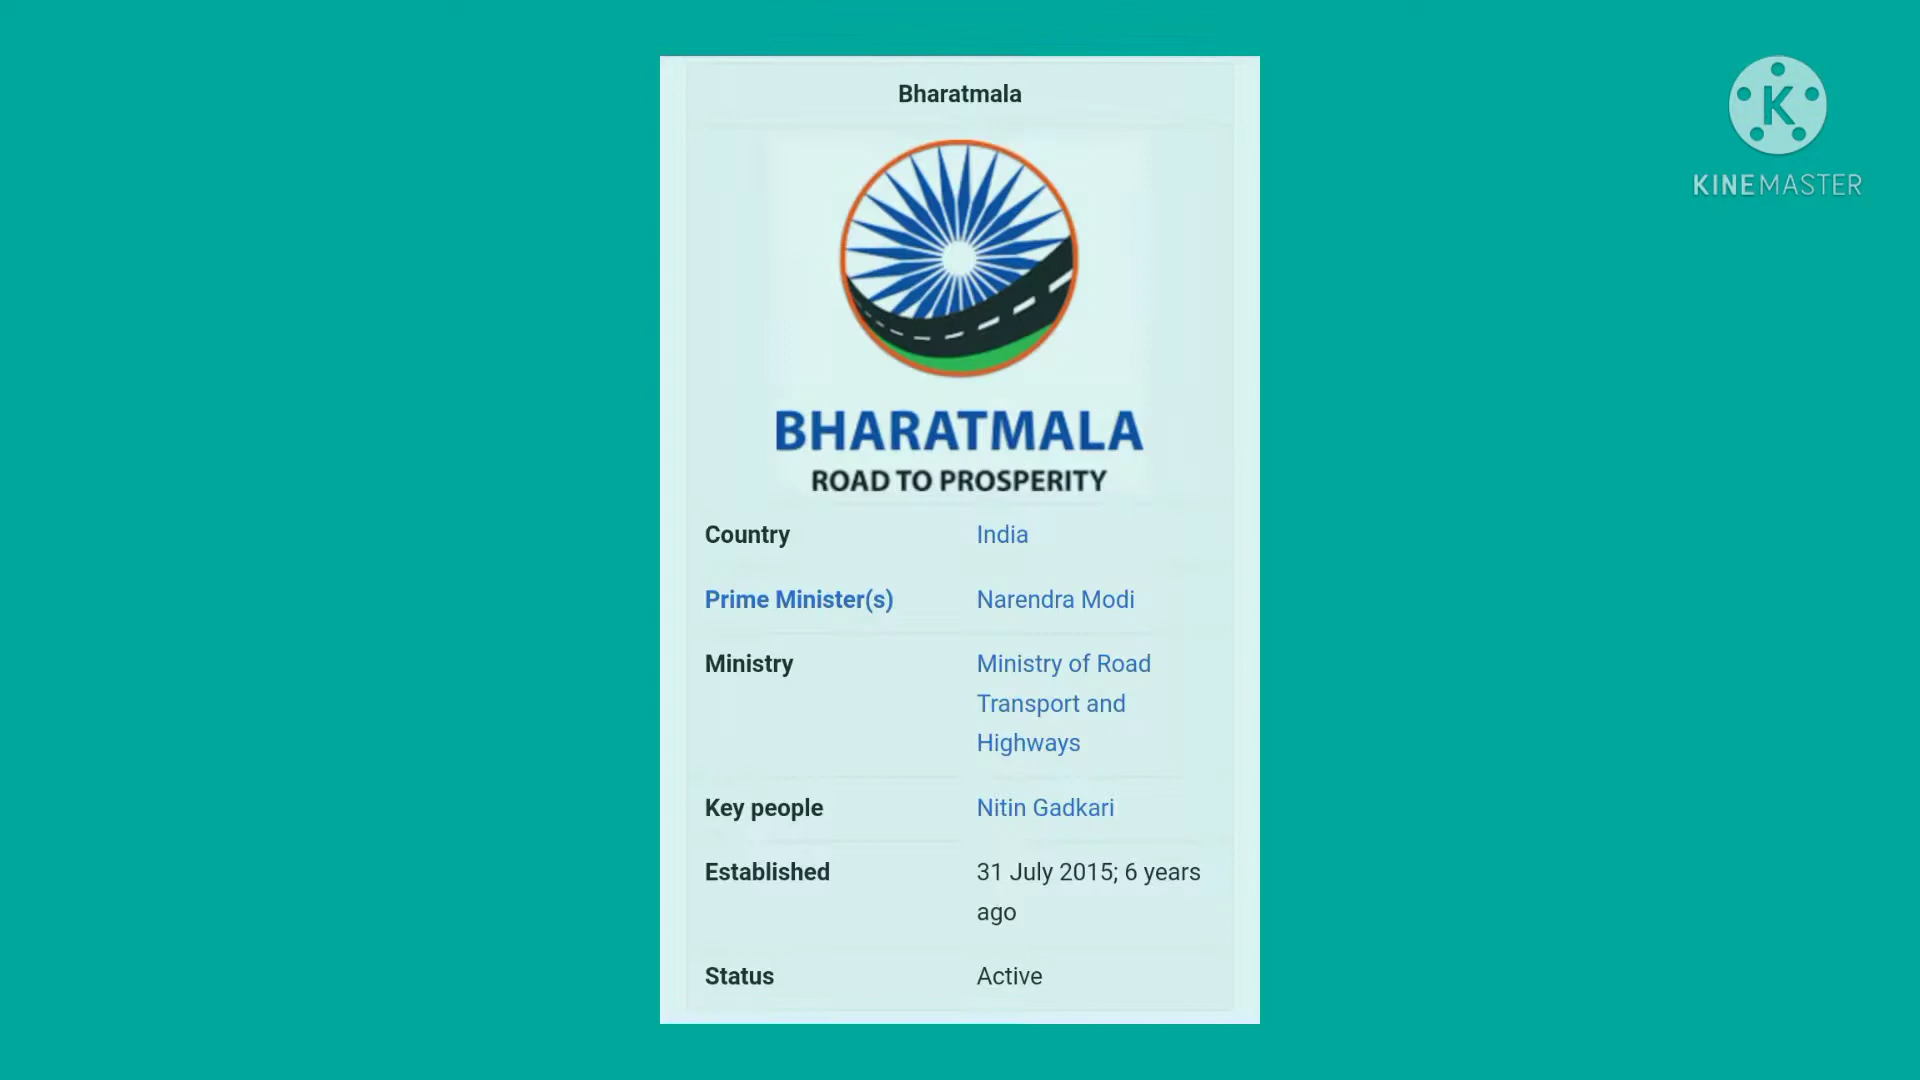 Bharatmala
K
KINEMASTER
BHARATMALA
ROAD TO PROSPERITY
Country India
Prime Minister(s) Narendra Modi
Ministry Ministry of Road
Transport and
Highways
Key people Nitin Gadkari
Established 31 July 2015; 6 years
ago
Status Active